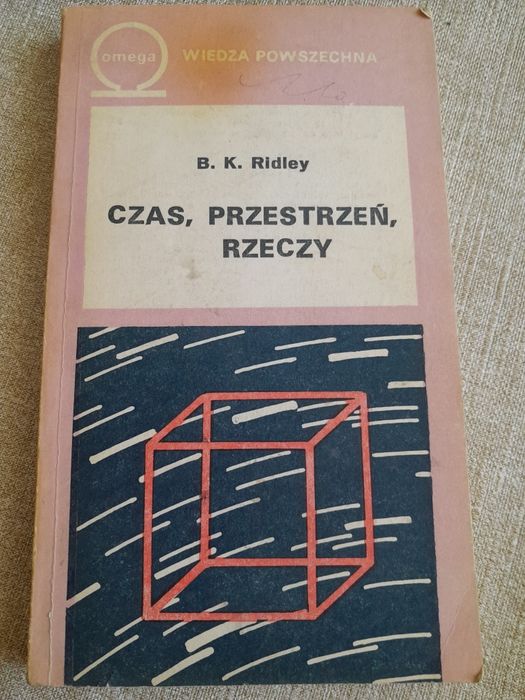 omega
WIEDZA POWSZECHNA
B. K. Ridley
CZAS, PRZESTRZEŃ,
RZECZY